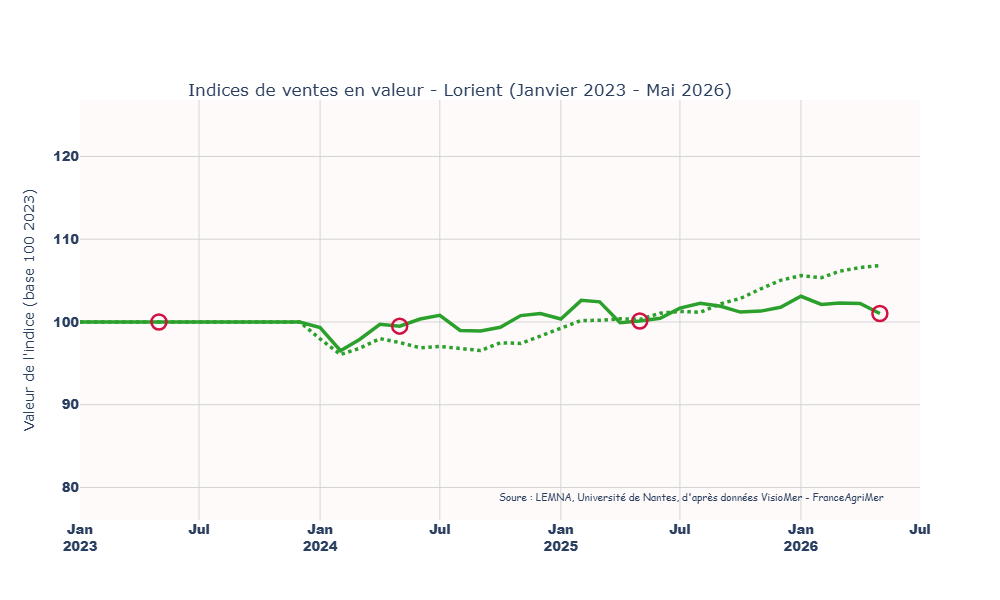 Indices de ventes en valeur - Lorient (Janvier 2023 - Mai 2026)
Valeur de l'indice (base 100 2023)
120
110
100
90
80
Soure : LEMNA, Université de Nantes, d'après données VisioMer - FranceAgriMer
Jan Jul Jan Jul Jan Jul Jan Jul
2023 2024 2025 2026